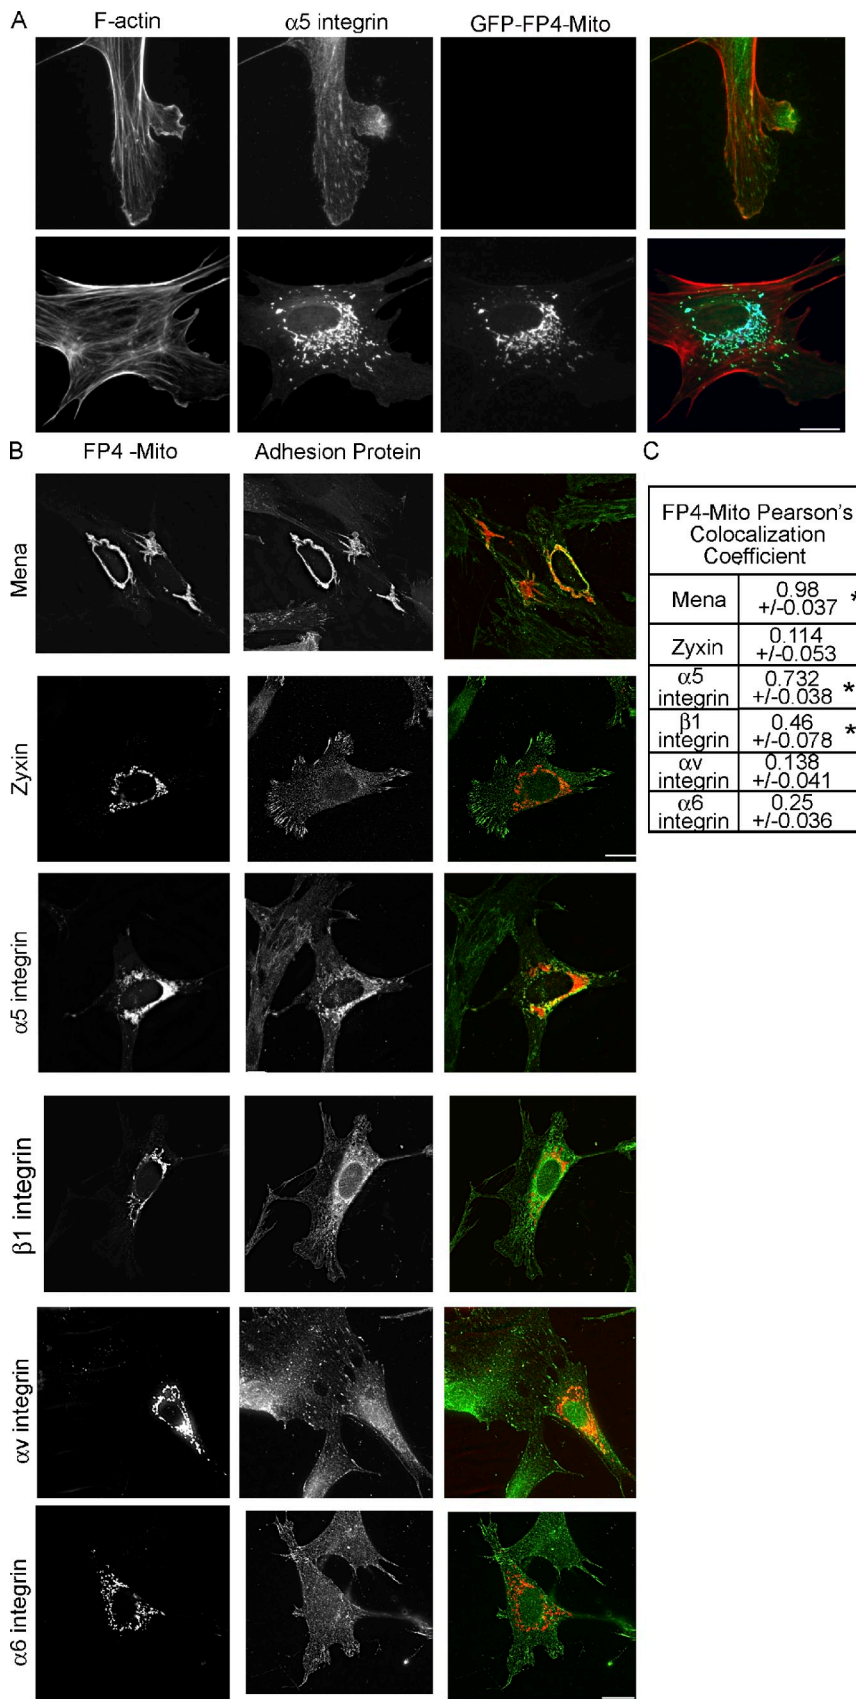 A
F-actin
α5 integrin
GFP-FP4-Mito
B
FP4 -Mito
Adhesion Protein
C
Mena
Zyxin
α5 integrin
β1 integrin
αv integrin
α6 integrin
FP4-Mito Pearson's
Colocalization
Coefficient
Mena
0.98
+/-0.037
*
Zyxin
0.114
+/-0.053
α5
integrin
0.732
+/-0.038
*
β1
integrin
0.46
+/-0.078
*
αv
integrin
0.138
+/-0.041
α6
integrin
0.25
+/-0.036